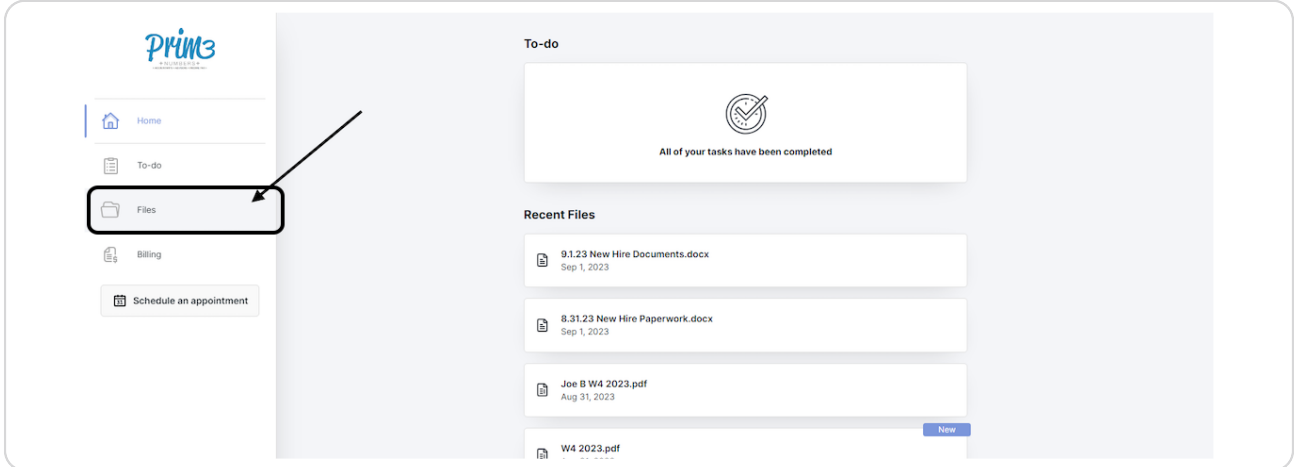 Prim3
NUMBERS
Home
To-do
Files
Billing
31
Schedule an appointment
To-do
All of your tasks have been completed
Recent Files
9.1.23 New Hire Documents.docx
Sep 1, 2023
8.31.23 New Hire Paperwork.docx
Sep 1, 2023
Joe B W4 2023.pdf
Aug 31, 2023
New
W4 2023.pdf